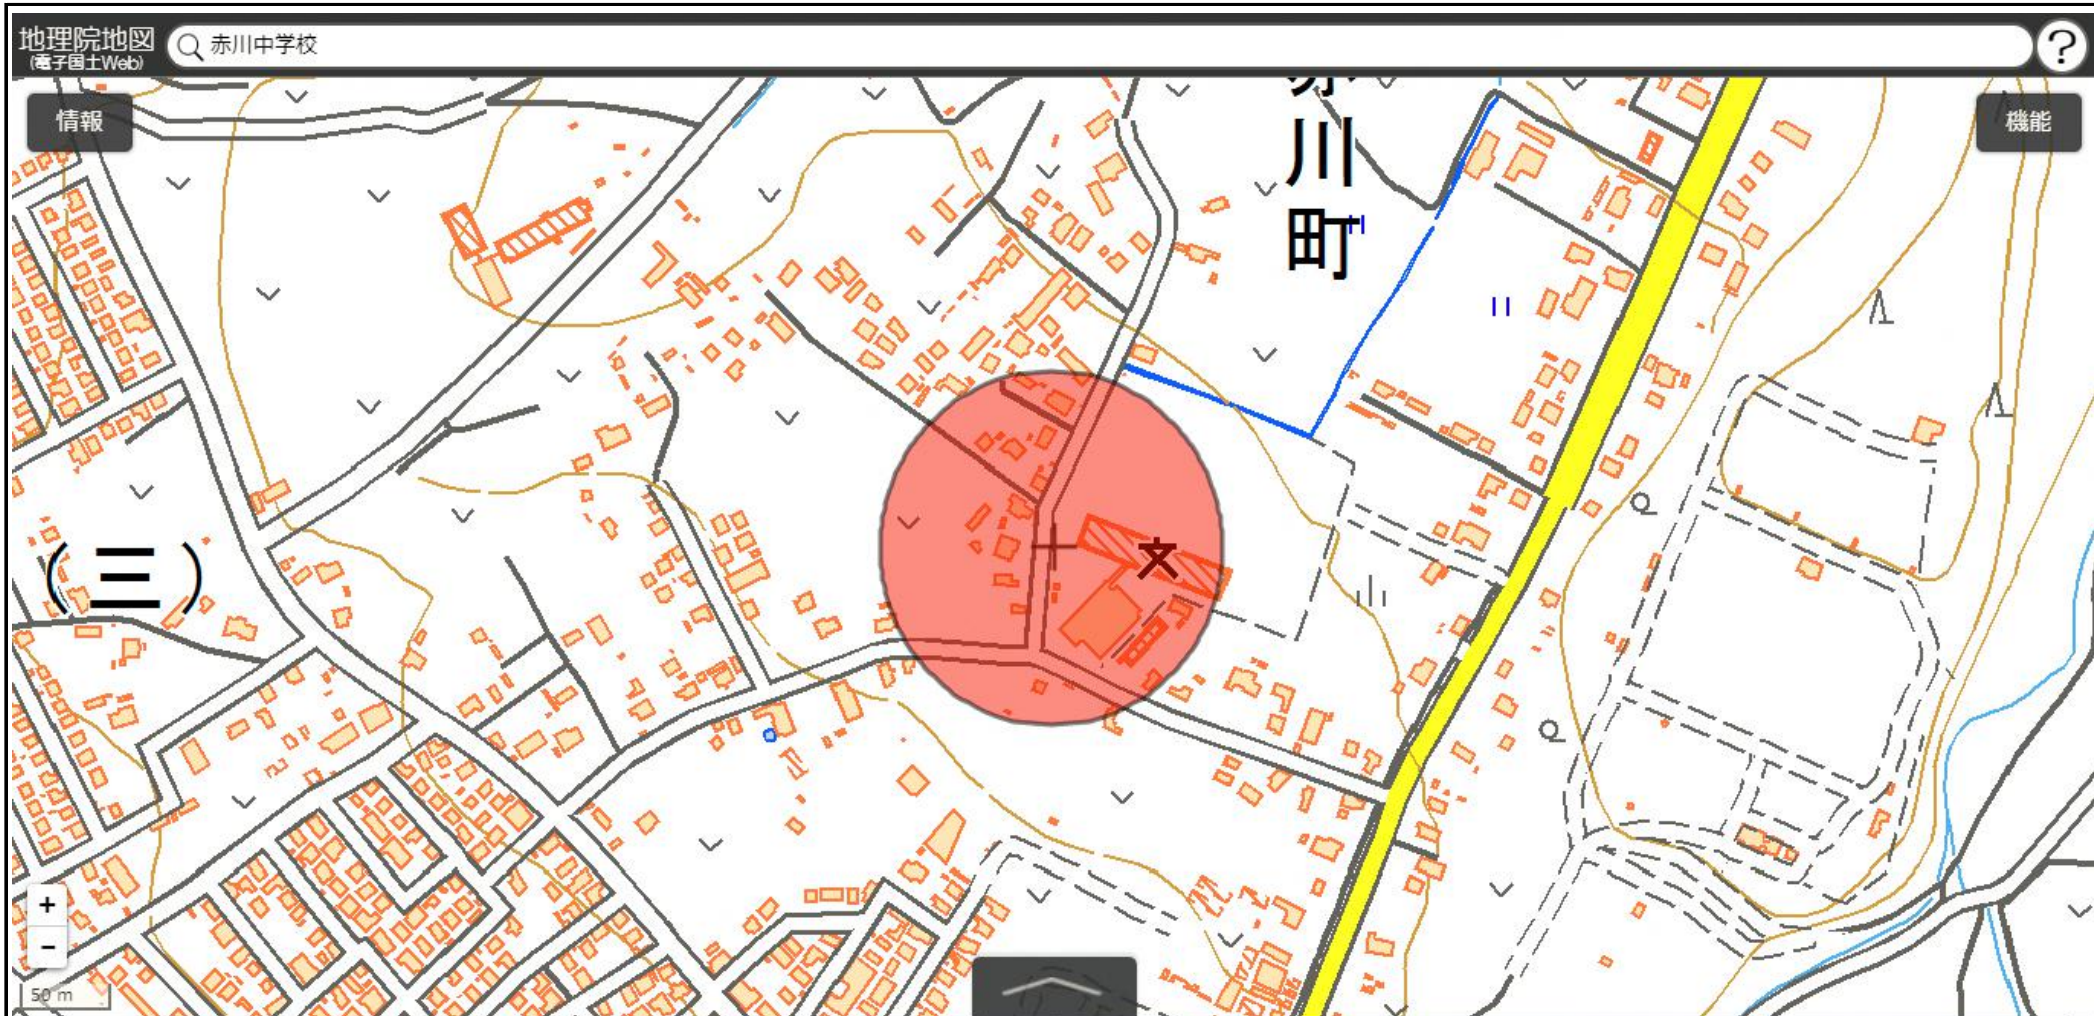 地理院地図
(電子国土Web)
赤川中学校
?
情報
機能
川
町
文
(三)
+
−
50 m